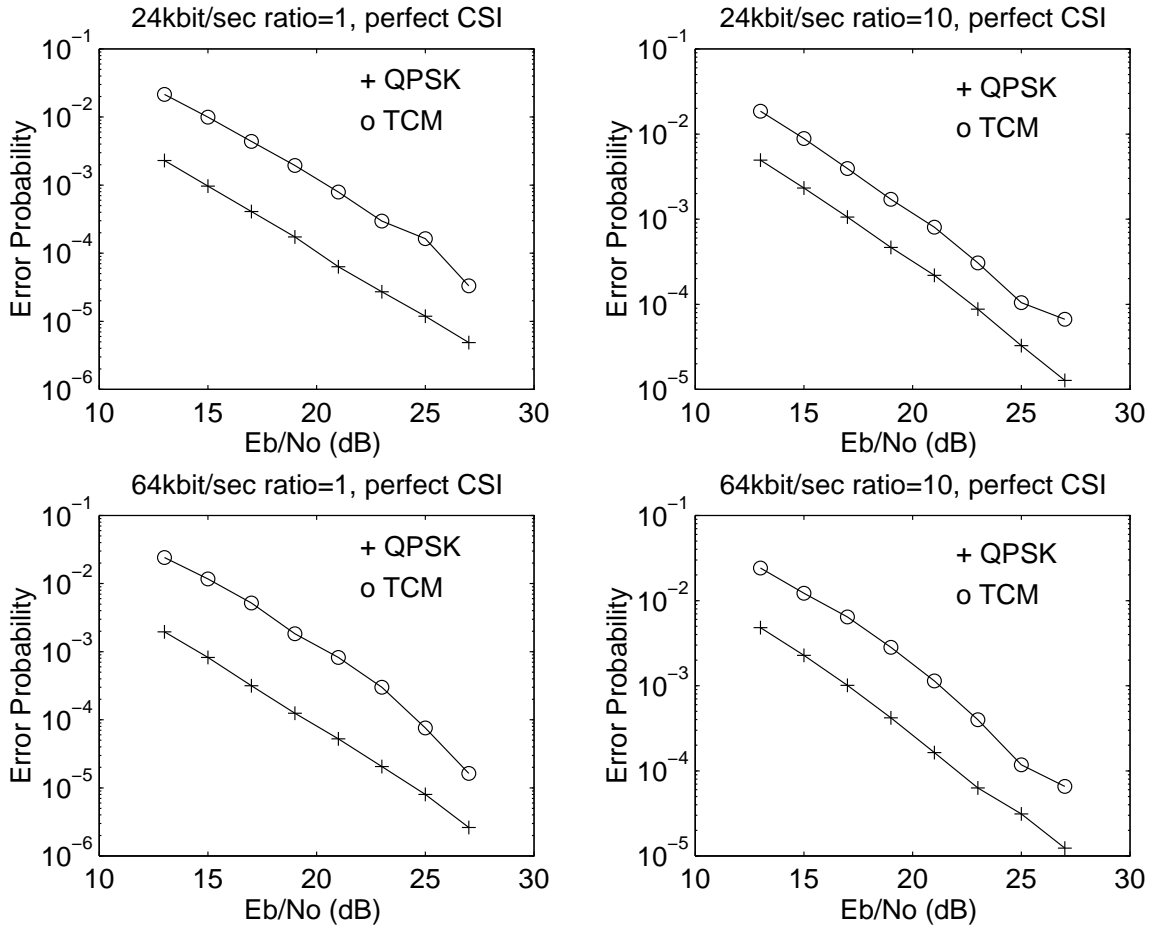 24kbit/sec ratio=1, perfect CSI
10−1
10−2
10−3
10−4
10−5
10−6
Error Probability
+ QPSK
o TCM
10 15 20 25 30
Eb/No (dB)
24kbit/sec ratio=10, perfect CSI
10−1
10−2
10−3
10−4
10−5
Error Probability
+ QPSK
o TCM
10 15 20 25 30
Eb/No (dB)
64kbit/sec ratio=1, perfect CSI
10−1
10−2
10−3
10−4
10−5
10−6
Error Probability
+ QPSK
o TCM
10 15 20 25 30
Eb/No (dB)
64kbit/sec ratio=10, perfect CSI
10−1
10−2
10−3
10−4
10−5
Error Probability
+ QPSK
o TCM
10 15 20 25 30
Eb/No (dB)